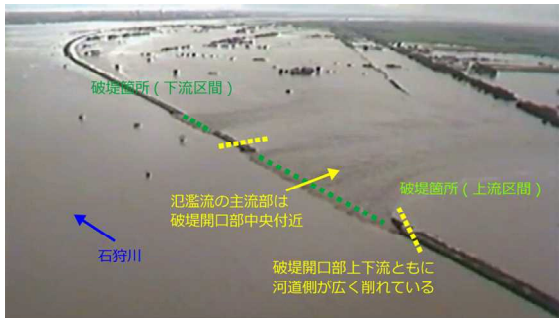 破堤箇所(下流区間)
氾濫流の主流部は
破堤開口部中央付近
破堤箇所(上流区間)
石狩川
破堤開口部上下流ともに
河道側が広く削れている